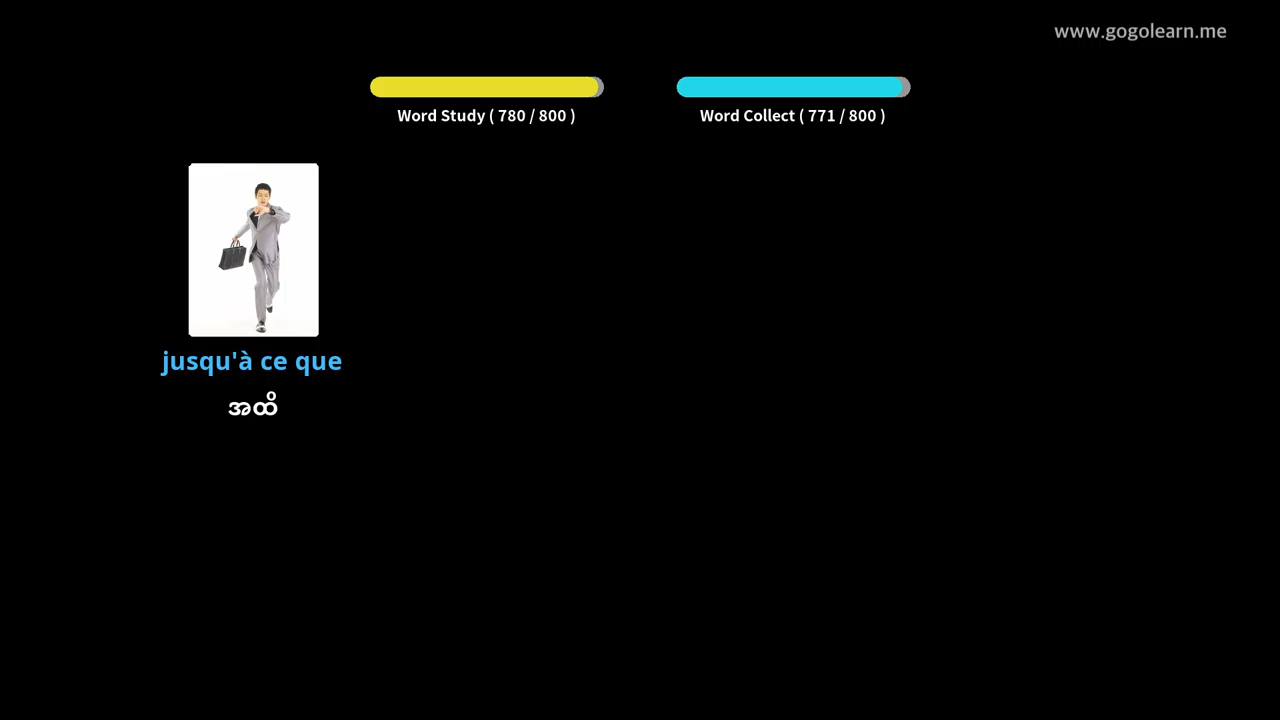 www.gogolearn.me
Word Study ( 780 / 800 )
Word Collect ( 771 / 800 )
jusqu'à ce que
အထိ